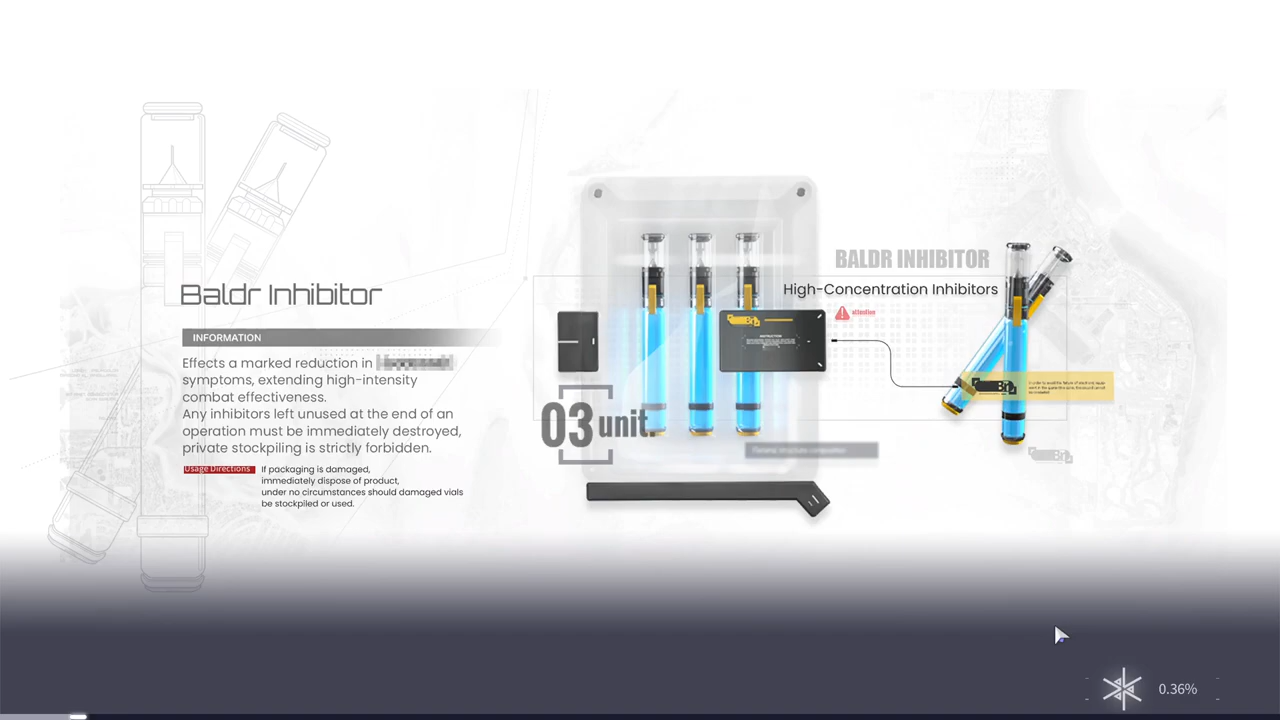 Baldr Inhibitor
INFORMATION
Effects a marked reduction in
symptoms, extending high-intensity
combat effectiveness.
Any inhibitors left unused at the end of an
operation must be immediately destroyed,
private stockpiling is strictly forbidden.
Usage Directions
If packaging is damaged,
immediately dispose of product,
under no circumstances should damaged vials
be stockpiled or used.
03 unit.
BALDR INHIBITOR
High-Concentration Inhibitors
attention
INSTRUCTION
0.36%